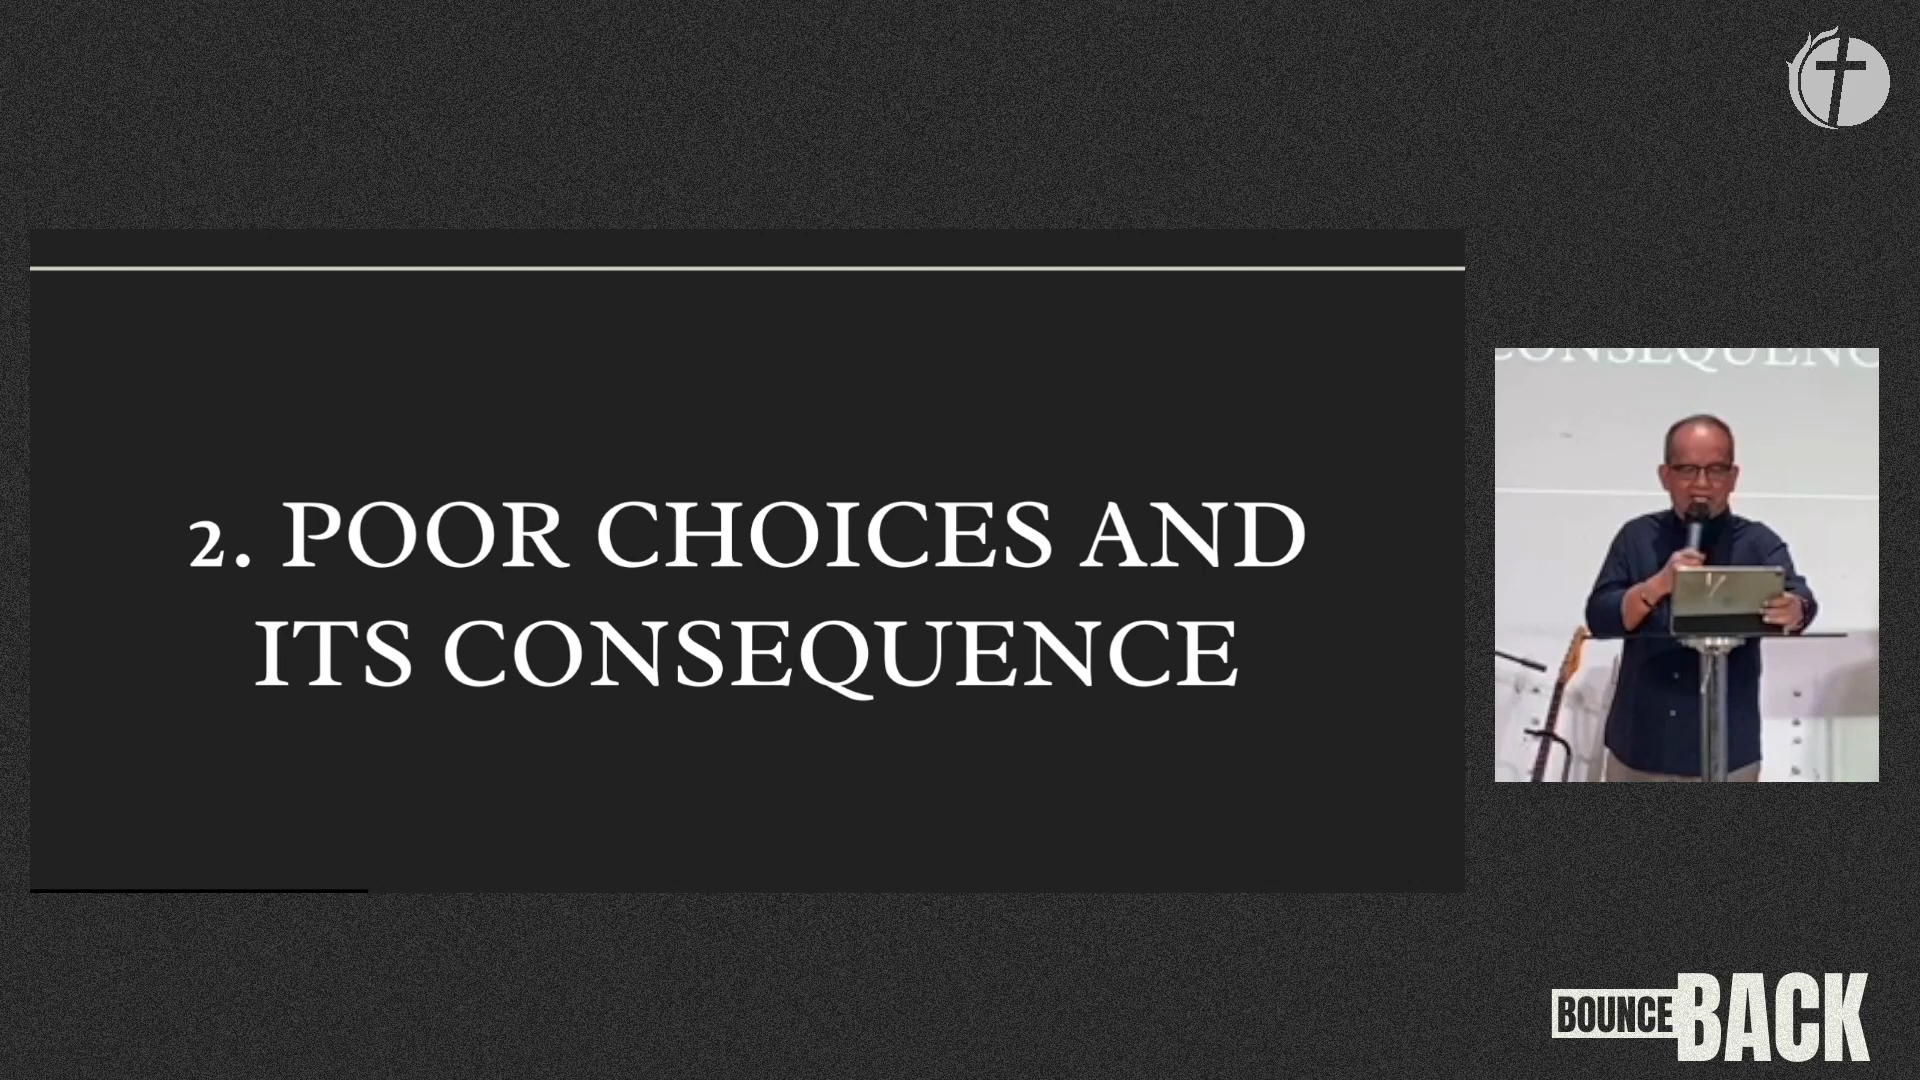 2. POOR CHOICES AND
ITS CONSEQUENCE
CONSEQUENC
BOUNCE BACK